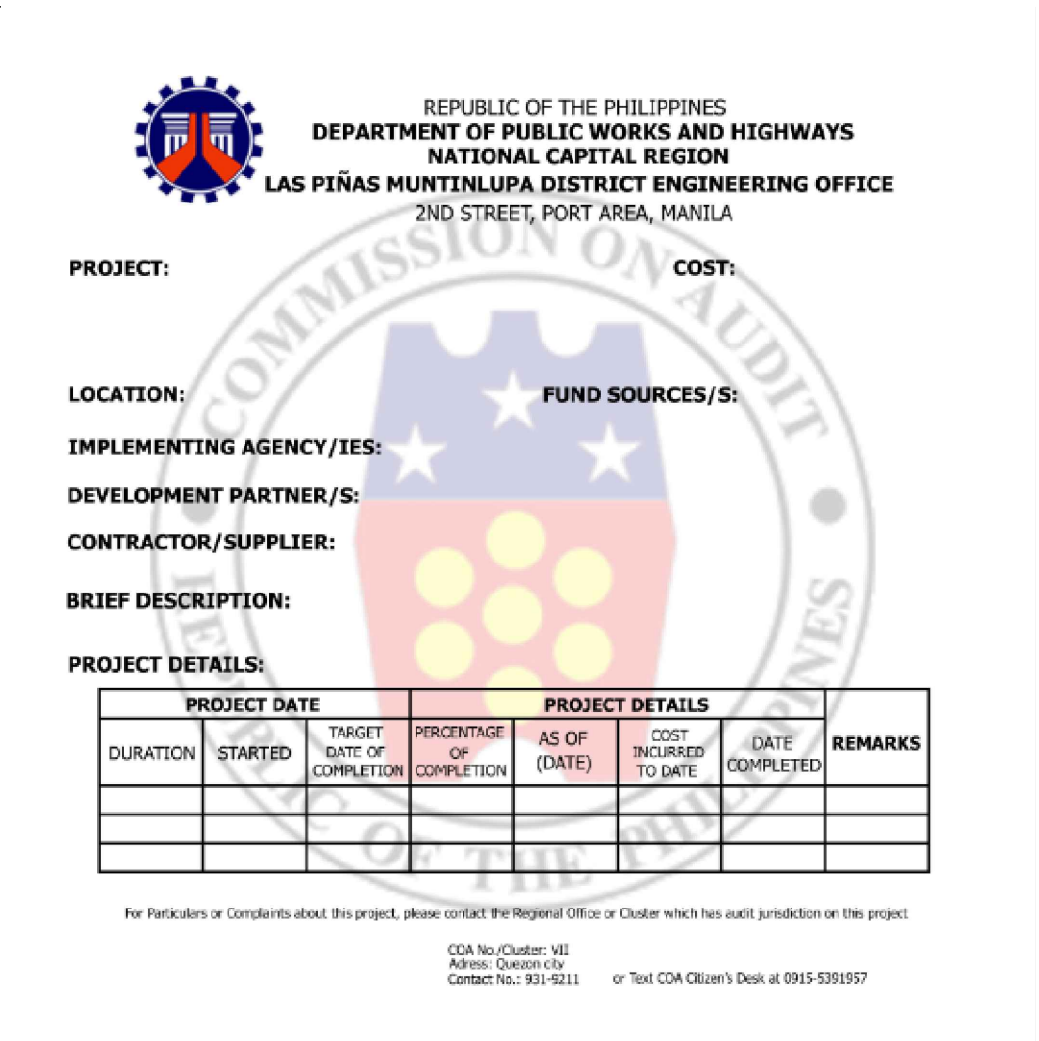 REPUBLIC OF THE PHILIPPINES
DEPARTMENT OF PUBLIC WORKS AND HIGHWAYS
NATIONAL CAPITAL REGION
LAS PIÑAS MUNTINLUPA DISTRICT ENGINEERING OFFICE
2ND STREET, PORT AREA, MANILA
COMMISSION ON AUDIT
REPUBLIC OF THE PHILIPPINES
PROJECT: COST:
LOCATION: FUND SOURCES/S:
IMPLEMENTING AGENCY/IES:
DEVELOPMENT PARTNER/S:
CONTRACTOR/SUPPLIER:
BRIEF DESCRIPTION:
PROJECT DETAILS:
PROJECT DATE PROJECT DETAILS REMARKS
DURATION
STARTED
TARGET
DATE OF
COMPLETION
PERCENTAGE
OF
COMPLETION
AS OF
(DATE)
COST
INCURRED
TO DATE
DATE
COMPLETED
For Particulars or Complaints about this project, please contact the Regional Office or Cluster which has audit jurisdiction on this project
COA No./Cluster: VII
Adress: Quezon city
Contact No.: 931-9211 or Text COA Citizen's Desk at 0915-5391957